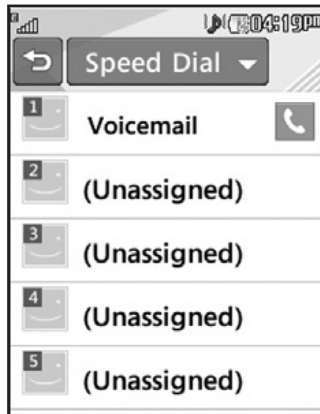 04:19PM
Speed Dial
1
Voicemail
2
(Unassigned)
3
(Unassigned)
4
(Unassigned)
5
(Unassigned)